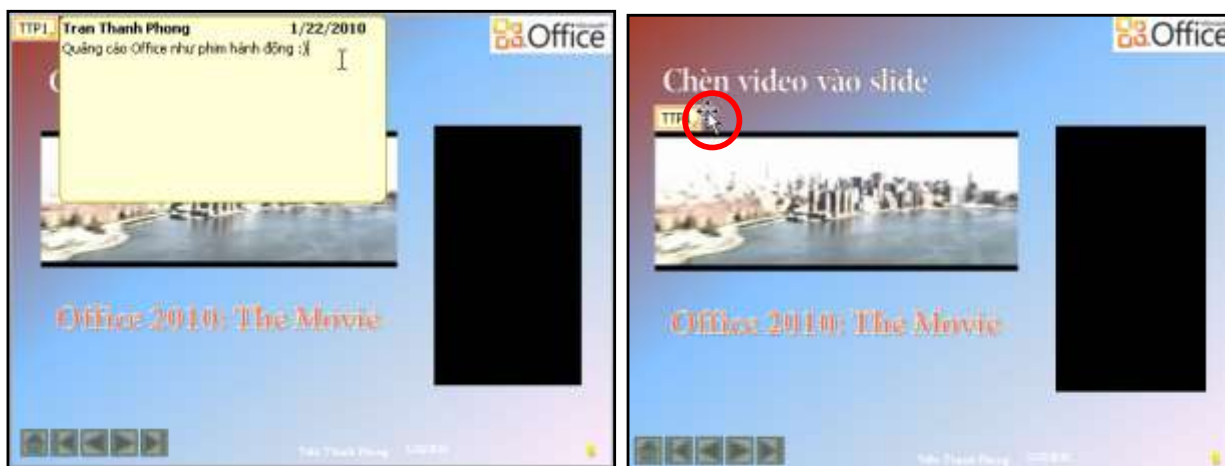 TTP1
Tran Thanh Phong 1/22/2010
Quảng cáo Office như phim hành động :)
Office
Office 2010: The Movie
Office
Chèn video vào slide
TTP
Office 2010: The Movie